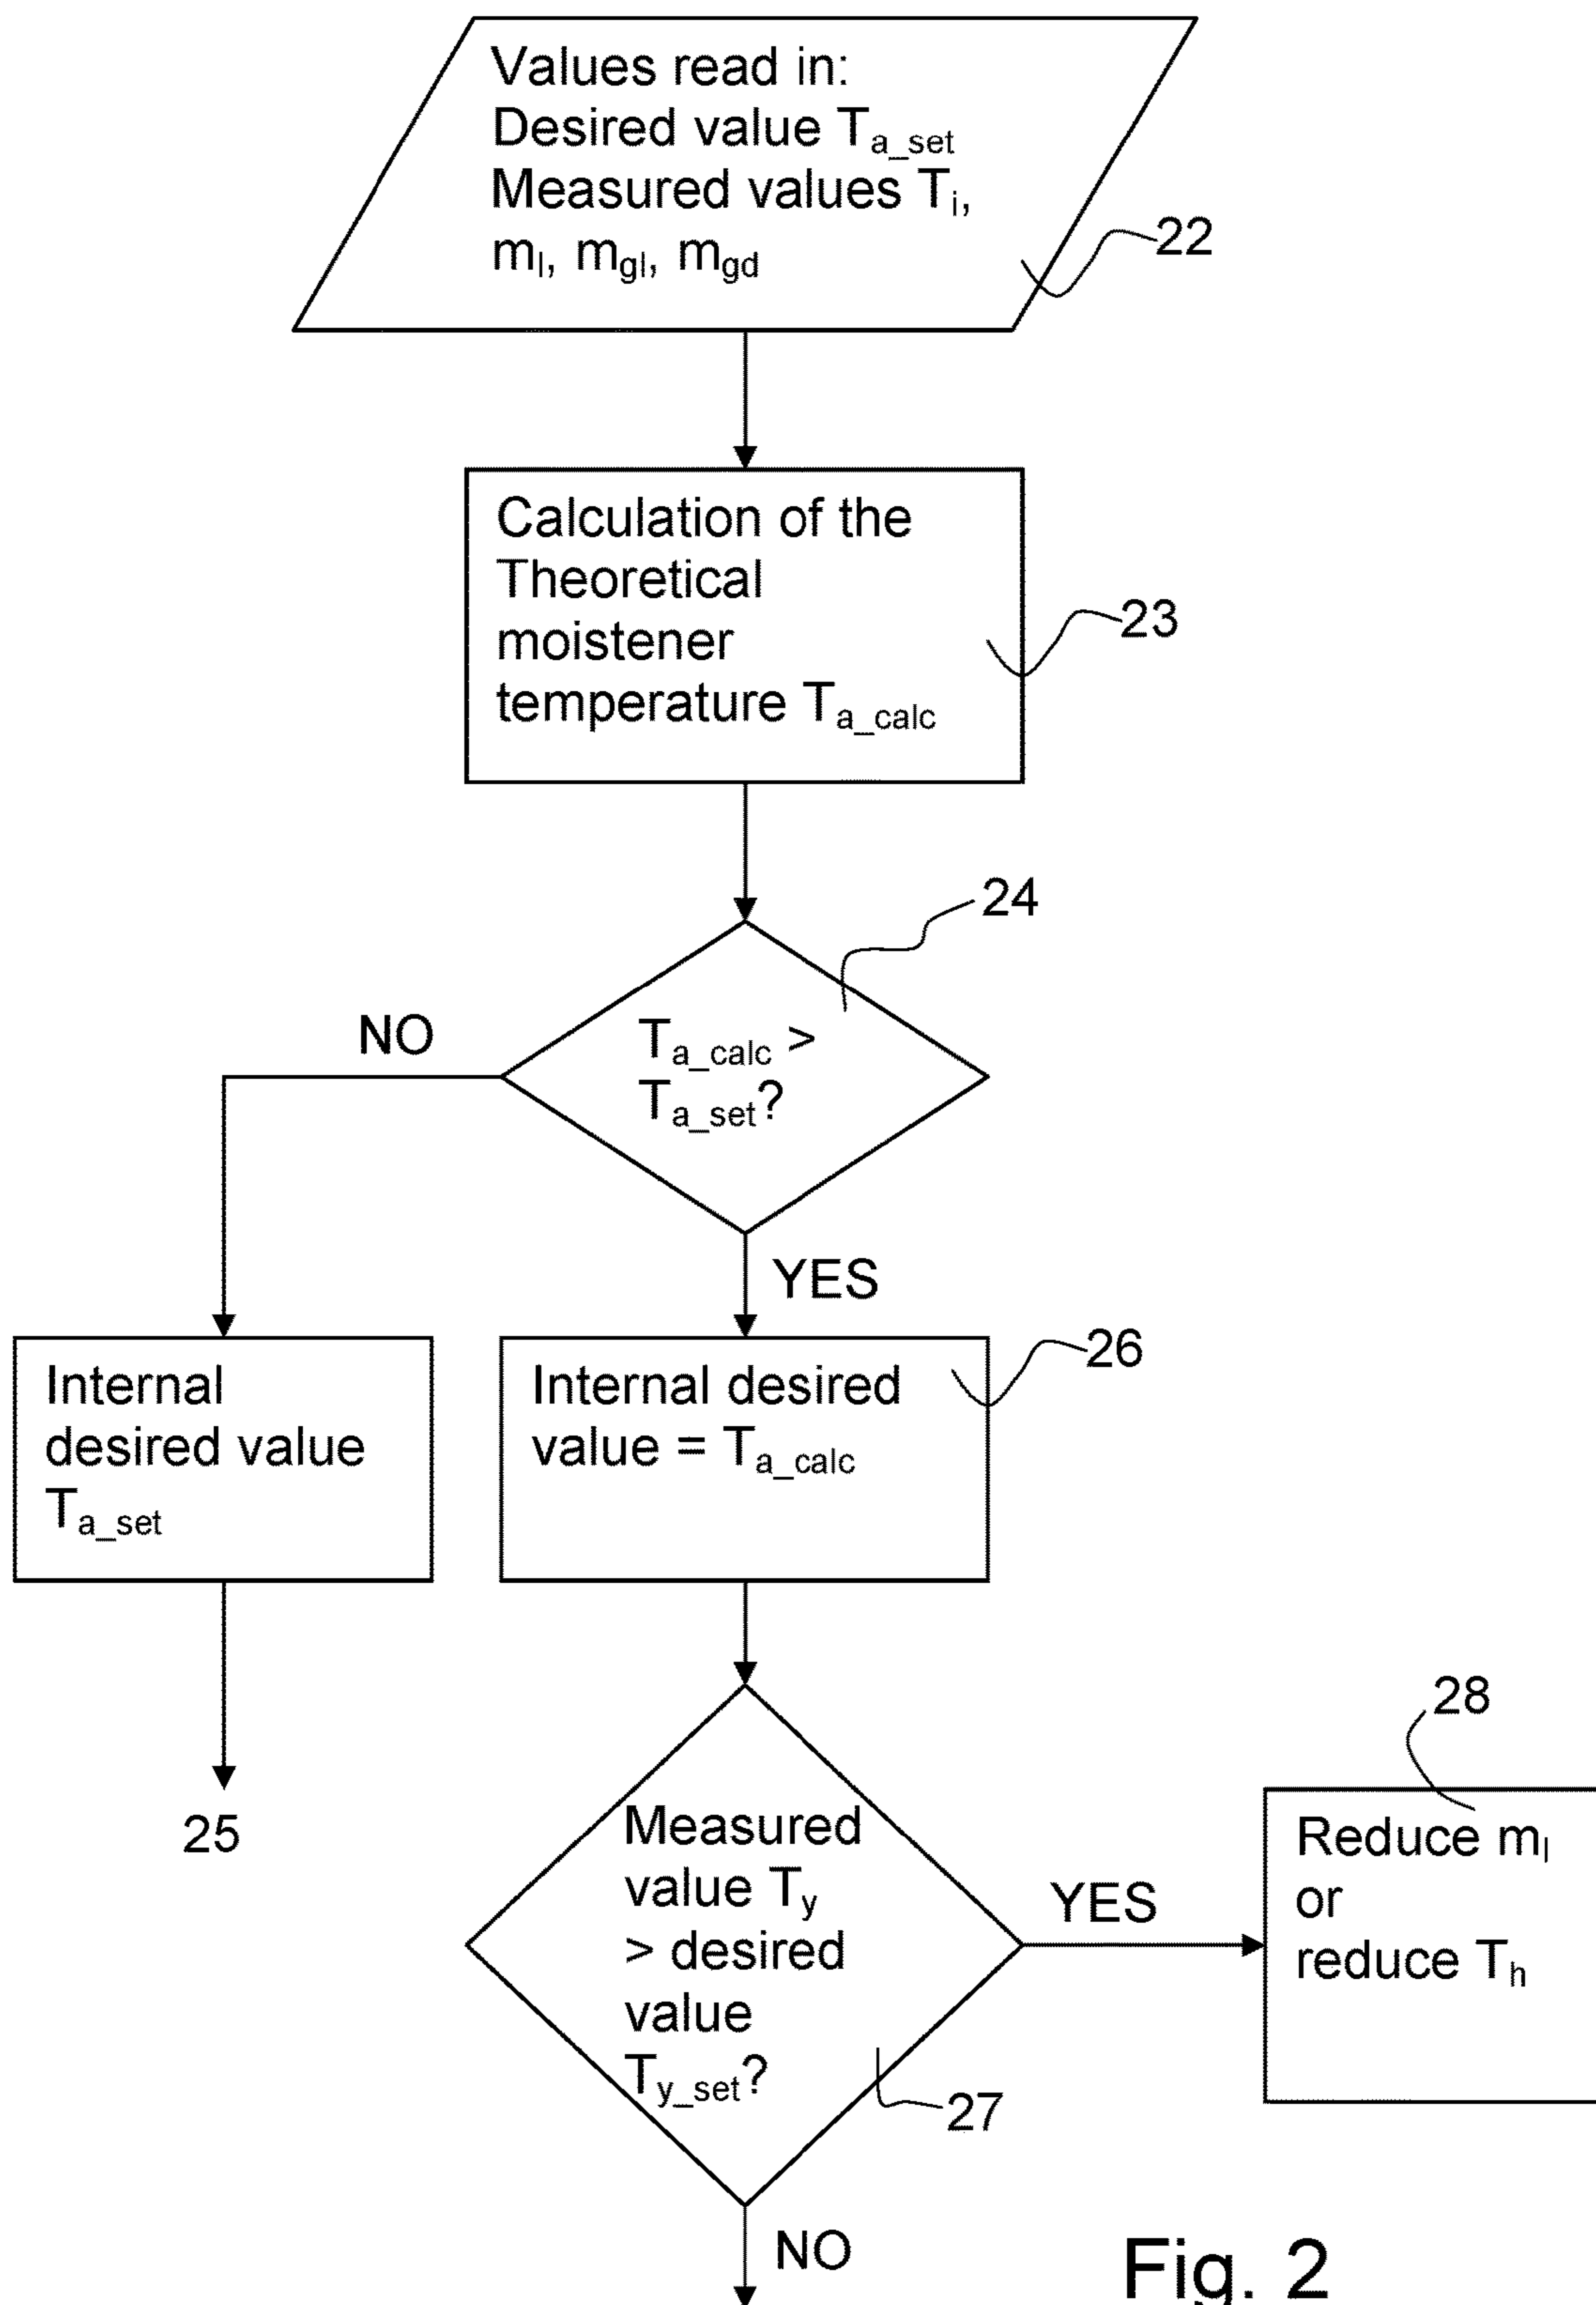 Values read in:
Desired value Ta_set
Measured values Ti,
ml, mgl, mgd
22
Calculation of the
Theoretical
moistener
temperature Ta_calc
23
24
NO
Ta_calc >
Ta_set?
YES
Internal
desired value
Ta_set
26
Internal desired
value = Ta_calc
25
28
Measured
value Ty
> desired
value
Ty_set?
YES
Reduce ml
or
reduce Th
27
NO
Fig. 2